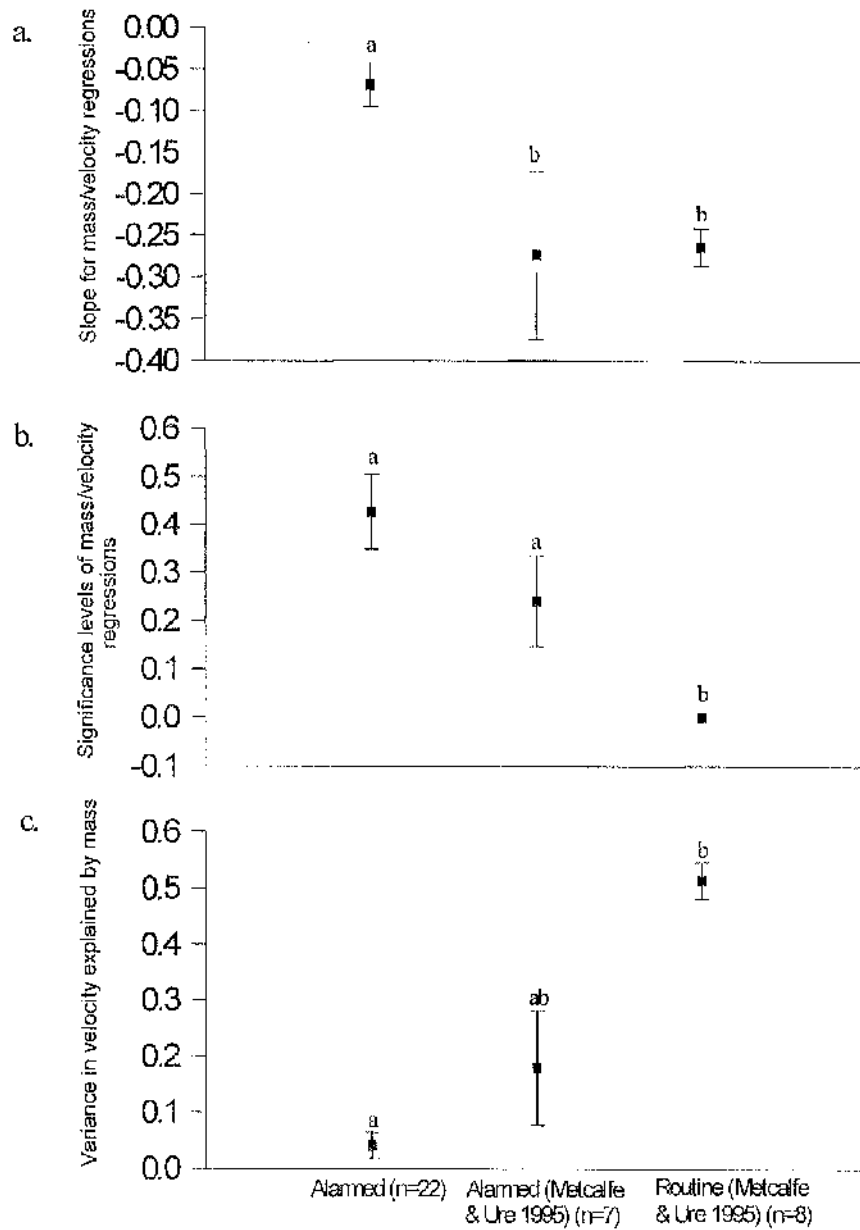 a.
Slope for mass/velocity regressions
0.00
-0.05
-0.10
-0.15
-0.20
-0.25
-0.30
-0.35
-0.40
a
b
b
b.
Significance levels of mass/velocity
regressions
0.6
0.5
0.4
0.3
0.2
0.1
0.0
-0.1
a
a
b
c.
Variance in velocity explained by mass
0.6
0.5
0.4
0.3
0.2
0.1
0.0
a
ab
b
Alarmed (n=22)
Alarmed (Metcalfe
& Ure 1995) (n=7)
Routine (Metcalfe
& Ure 1995) (n=8)